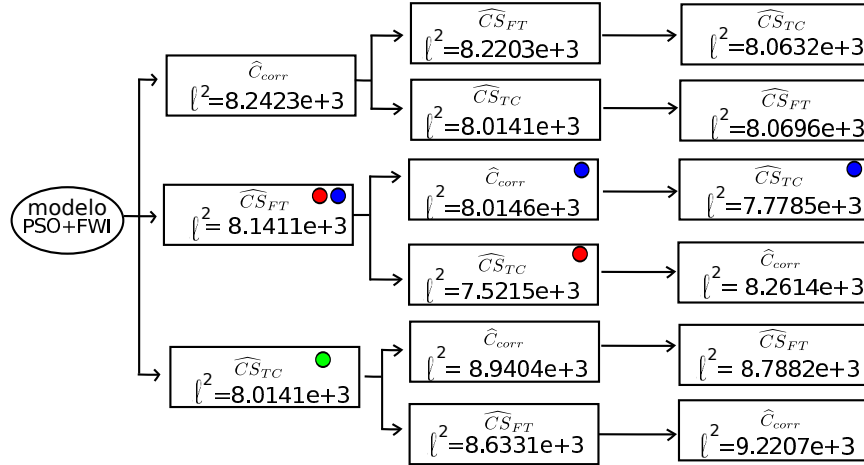 modelo
PSO+FWI
Ĉ_corr
ℓ²=8.2423e+3
ĈS_FT
ℓ²=8.2203e+3
ĈS_TC
ℓ²=8.0632e+3
ĈS_TC
ℓ²=8.0141e+3
ĈS_FT
ℓ²=8.0696e+3
ĈS_FT
ℓ²= 8.1411e+3
Ĉ_corr
ℓ²=8.0146e+3
ĈS_TC
ℓ²=7.7785e+3
ĈS_TC
ℓ²=7.5215e+3
Ĉ_corr
ℓ²= 8.2614e+3
ĈS_TC
ℓ²=8.0141e+3
Ĉ_corr
ℓ²= 8.9404e+3
ĈS_FT
ℓ²= 8.7882e+3
ĈS_FT
ℓ²=8.6331e+3
Ĉ_corr
ℓ²=9.2207e+3